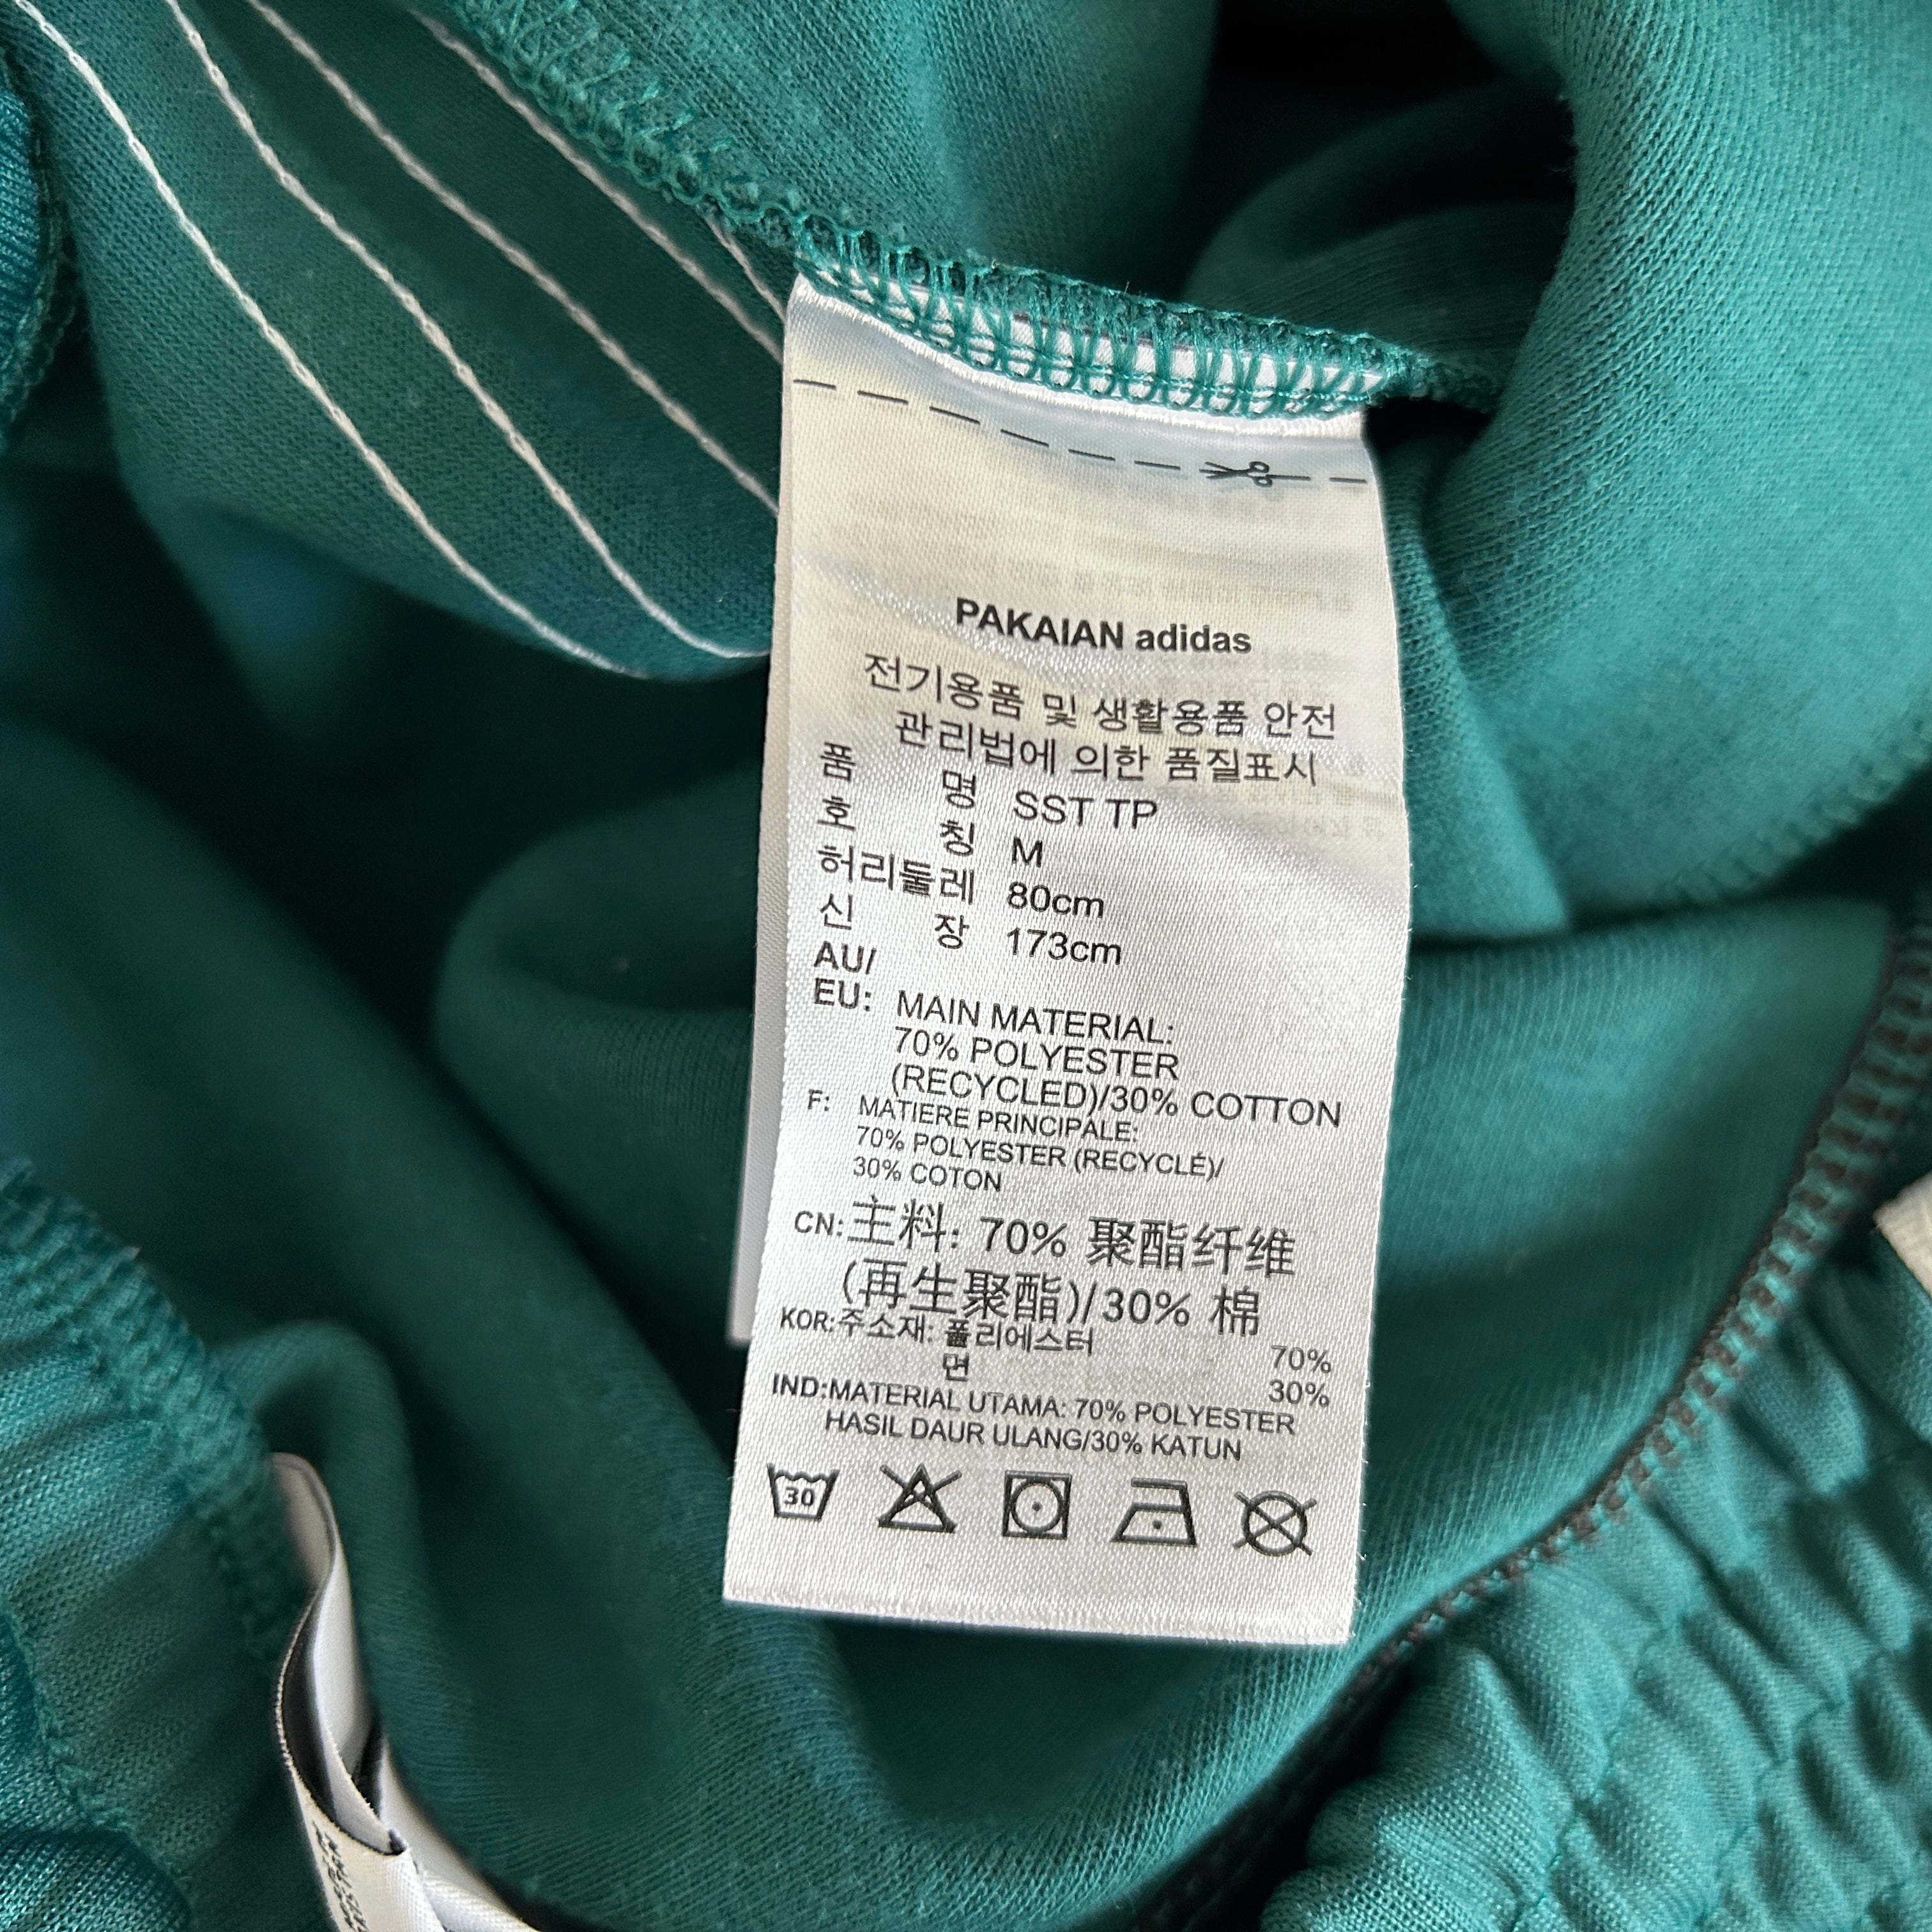 PAKAIAN adidas
전기용품 및 생활용품 안전
관리법에 의한 품질표시
품 명 SST TP
호 칭 M
허리둘레 80cm
신 장 173cm
AU/
EU: MAIN MATERIAL:
70% POLYESTER
(RECYCLED)/30% COTTON
F: MATIERE PRINCIPALE:
70% POLYESTER (RECYCLÉ)/
30% COTON
CN:主料: 70% 聚酯纤维
(再生聚酯)/30% 棉
KOR:주소재: 폴리에스터 70%
면 30%
IND:MATERIAL UTAMA: 70% POLYESTER
HASIL DAUR ULANG/30% KATUN
30